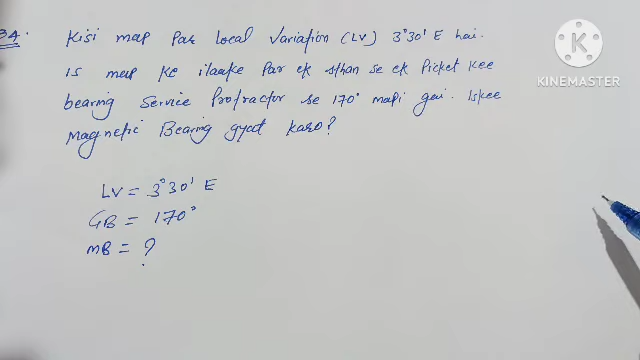 34. Kisi map par Local Variation (LV) 3°30' E hai.
is map ke ilaake par ek sthan se ek Picket kee
bearing Service Protractor se 170° mapi gai. Iskee
Magnetic Bearing gyat karo?
LV = 3°30' E
GB = 170°
MB = ?
K
KINEMASTER